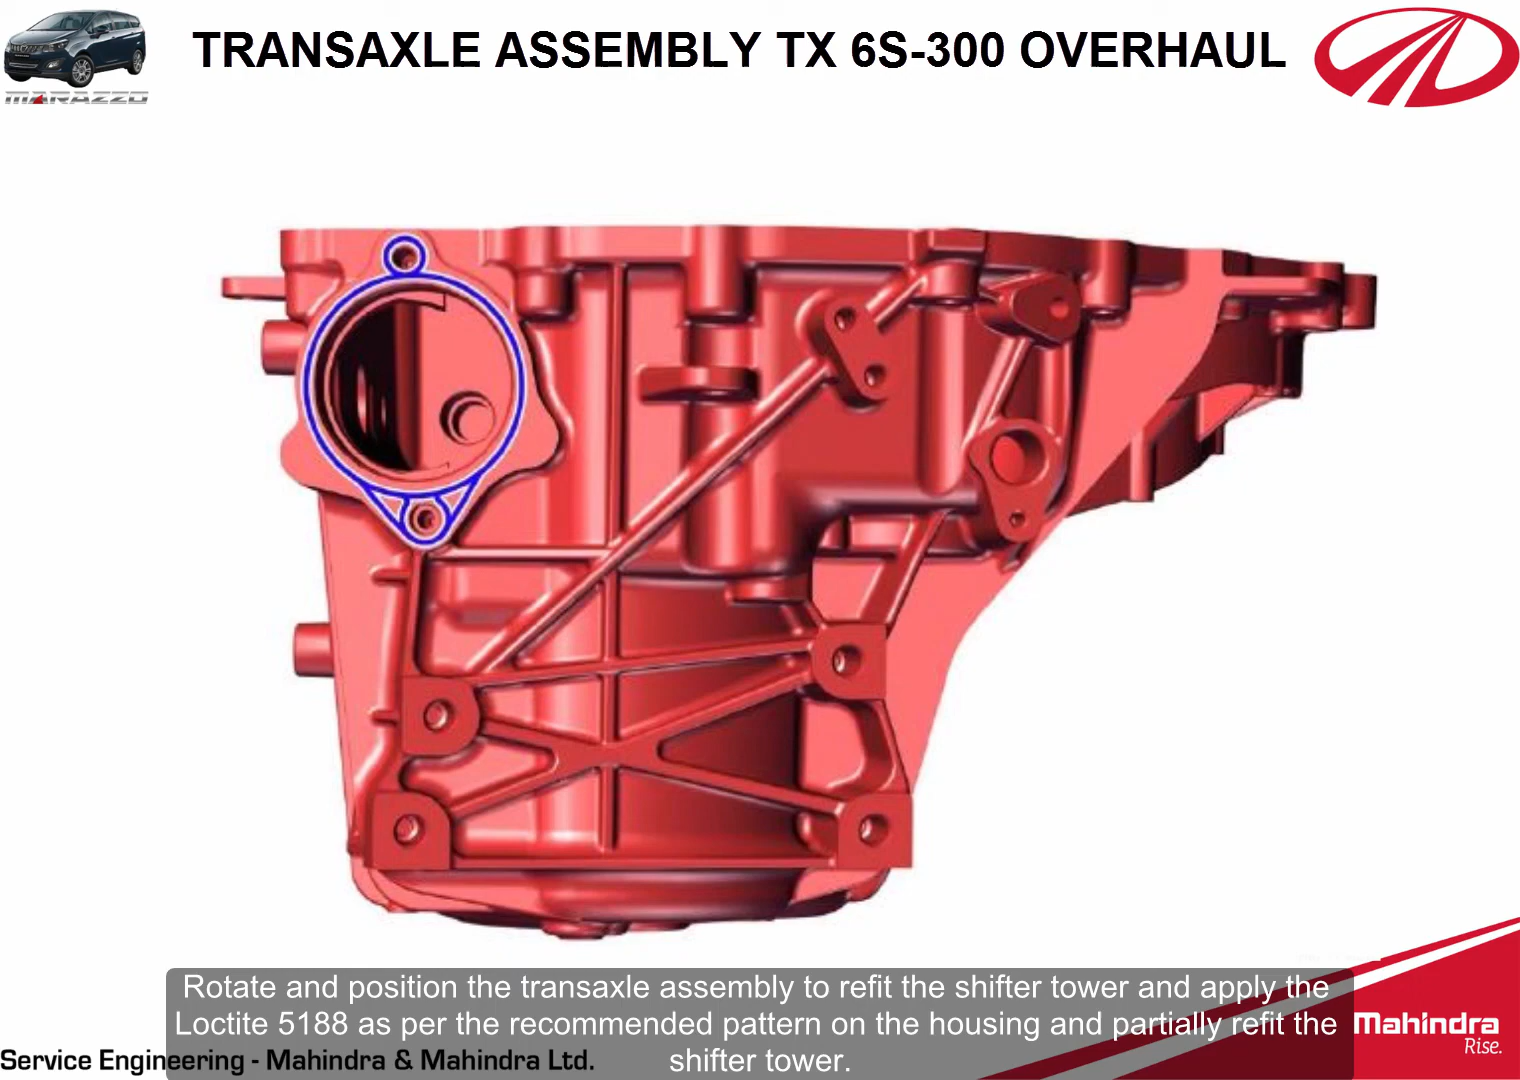 TRANSAXLE ASSEMBLY TX 6S-300 OVERHAUL
MARAZZO
Rotate and position the transaxle assembly to refit the shifter tower and apply the
Loctite 5188 as per the recommended pattern on the housing and partially refit the
shifter tower.
Service Engineering - Mahindra & Mahindra Ltd.
Mahindra
Rise.